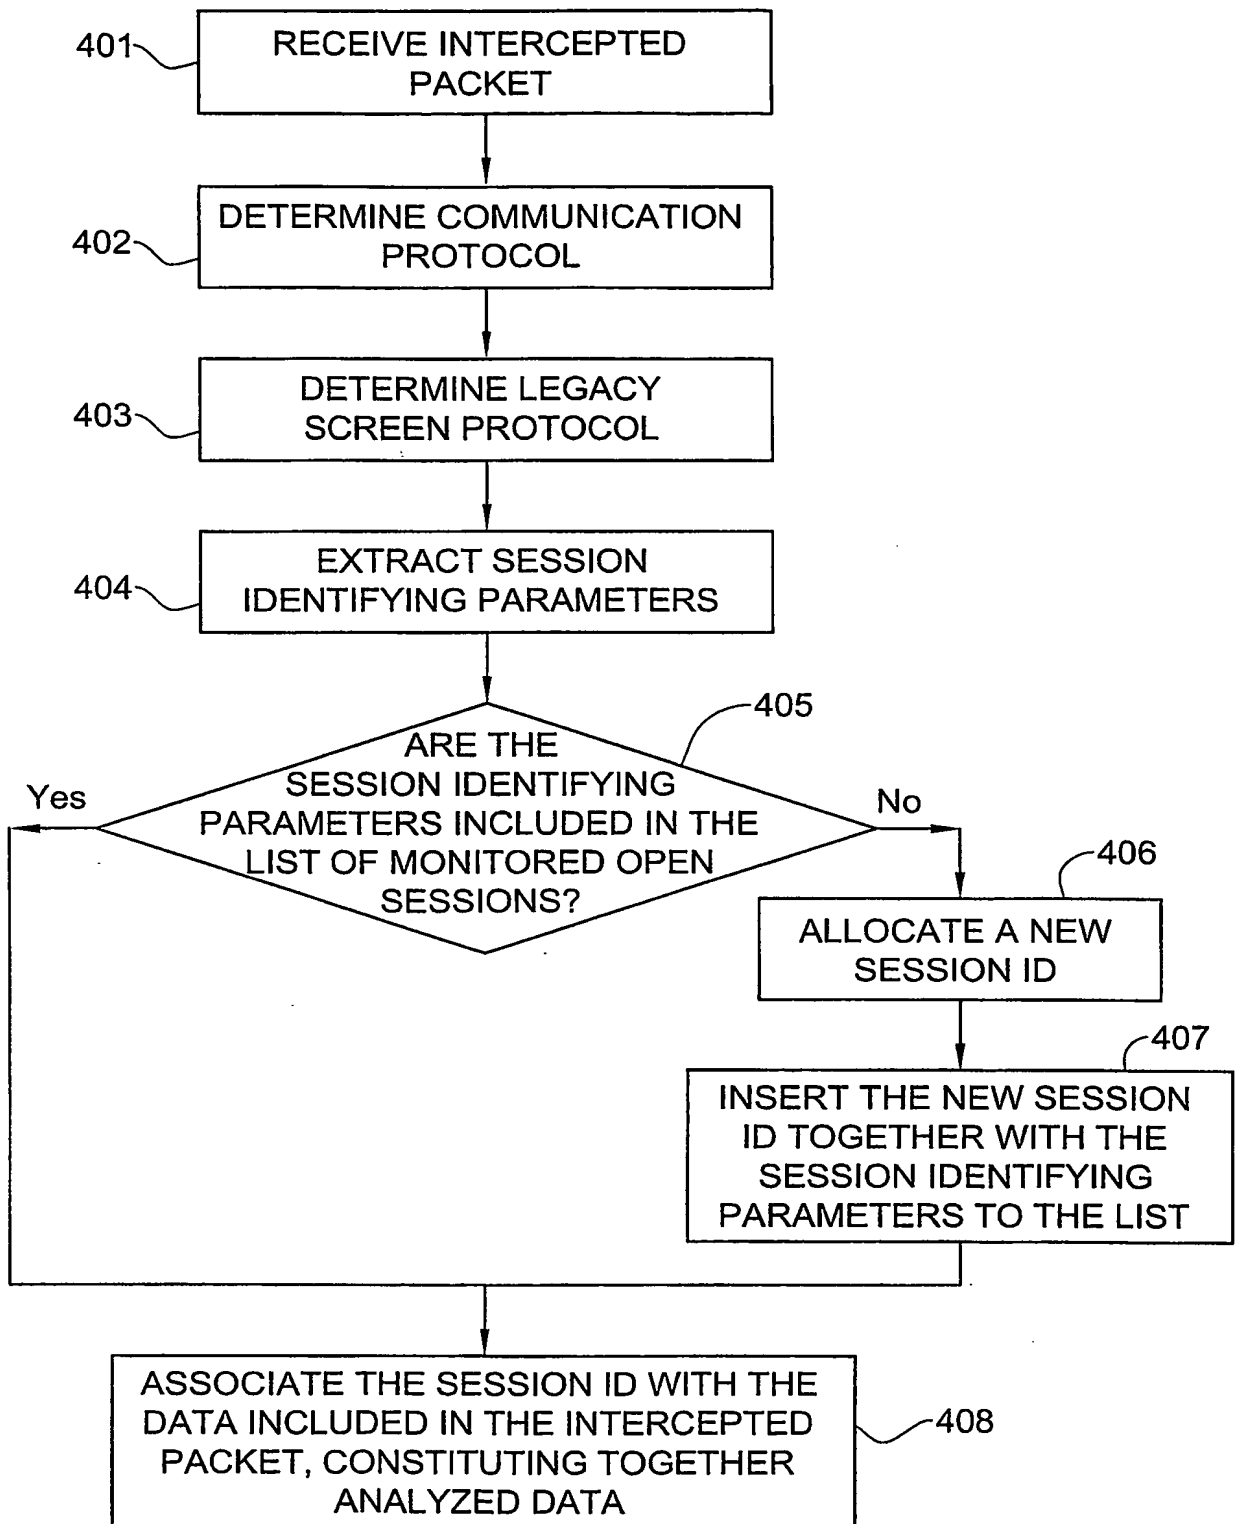 401
RECEIVE INTERCEPTED
PACKET
402
DETERMINE COMMUNICATION
PROTOCOL
403
DETERMINE LEGACY
SCREEN PROTOCOL
404
EXTRACT SESSION
IDENTIFYING PARAMETERS
405
ARE THE
SESSION IDENTIFYING
PARAMETERS INCLUDED IN THE
LIST OF MONITORED OPEN
SESSIONS?
Yes
No
406
ALLOCATE A NEW
SESSION ID
407
INSERT THE NEW SESSION
ID TOGETHER WITH THE
SESSION IDENTIFYING
PARAMETERS TO THE LIST
ASSOCIATE THE SESSION ID WITH THE
DATA INCLUDED IN THE INTERCEPTED
PACKET, CONSTITUTING TOGETHER
ANALYZED DATA
408